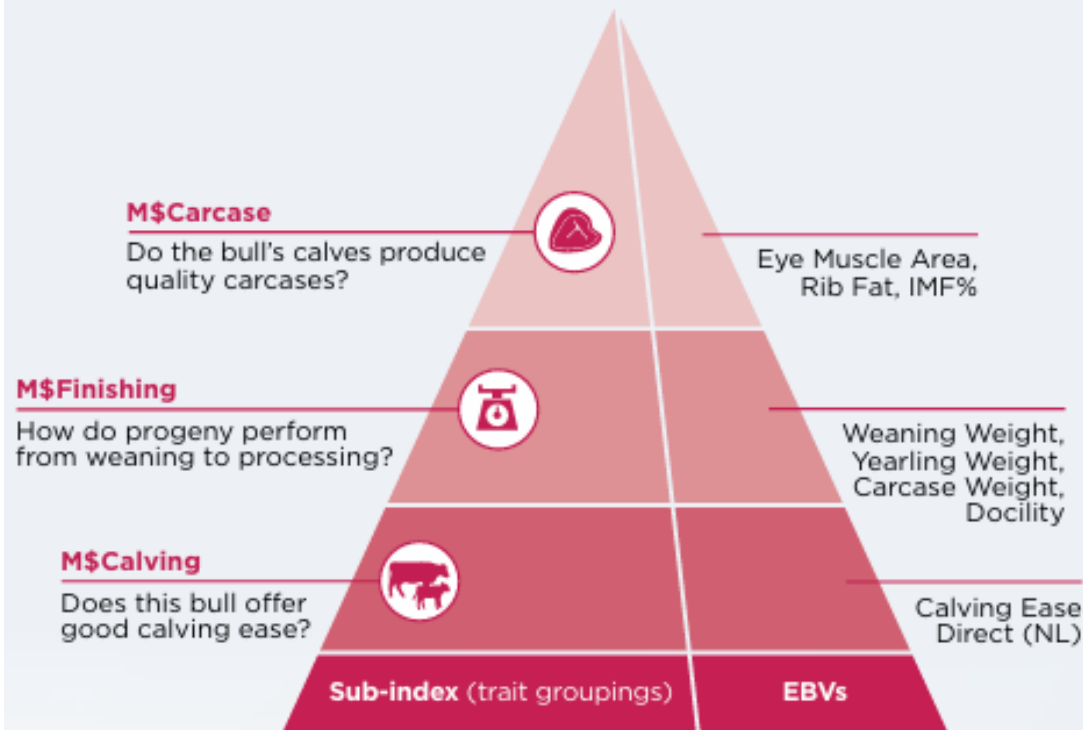 M$Carcase
Do the bull's calves produce
quality carcases?
Eye Muscle Area,
Rib Fat, IMF%
M$Finishing
How do progeny perform
from weaning to processing?
Weaning Weight,
Yearling Weight,
Carcase Weight,
Docility
M$Calving
Does this bull offer
good calving ease?
Calving Ease
Direct (NL)
Sub-index (trait groupings)
EBVs